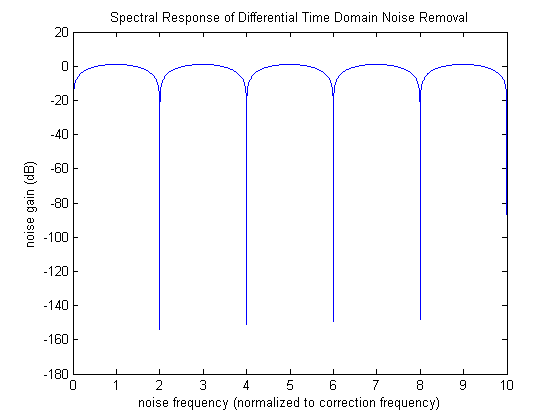 Spectral Response of Differential Time Domain Noise Removal
20
0
-20
-40
-60
-80
-100
-120
-140
-160
-180
noise gain (dB)
0 1 2 3 4 5 6 7 8 9 10
noise frequency (normalized to correction frequency)